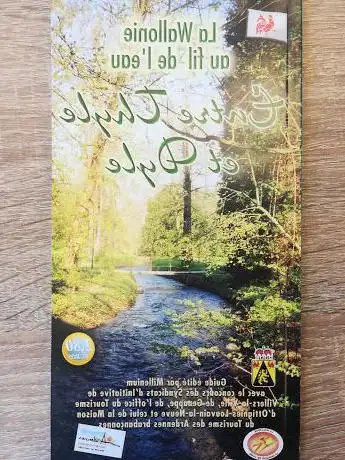 La Wallonie
au fil de l'eau
Entre Thyle
et Dyle
Guide édité par Millenium
avec le concours des Syndicats d'Initiative
Villers-la-Ville, de Genappe, de l'office du Tourisme
d'Ottignies-Louvain-la-Neuve et celui de la Maison
du tourisme des Ardennes brabançonnes